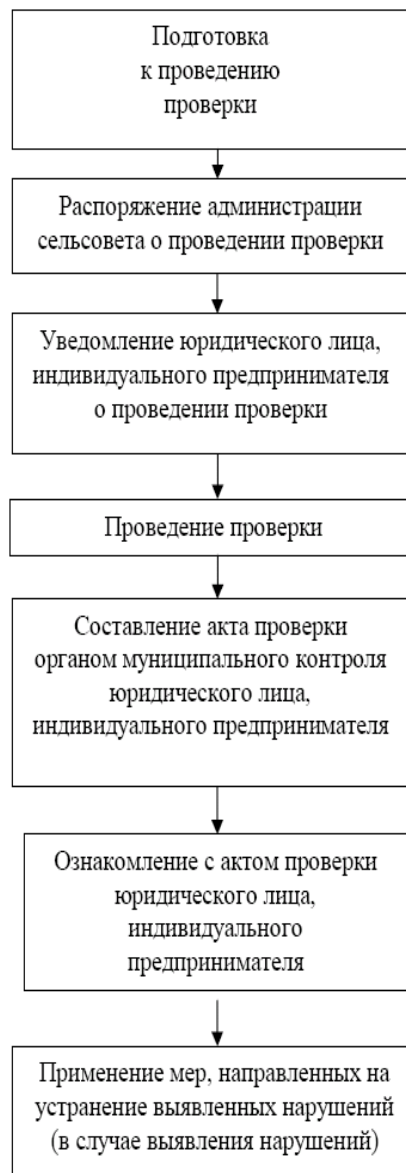 Подготовка
к проведению
проверки
Распоряжение администрации
сельсовета о проведении проверки
Уведомление юридического лица,
индивидуального предпринимателя
о проведении проверки
Проведение проверки
Составление акта проверки
органом муниципального контроля
юридического лица,
индивидуального предпринимателя
Ознакомление с актом проверки
юридического лица,
индивидуального
предпринимателя
Применение мер, направленных на
устранение выявленных нарушений
(в случае выявления нарушений)